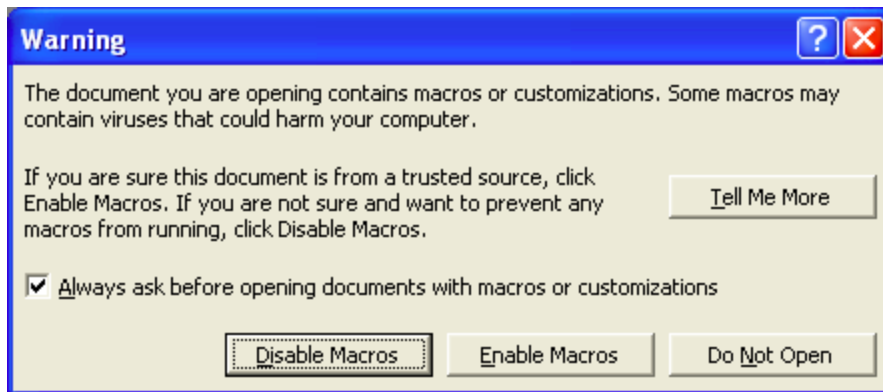 Warning
The document you are opening contains macros or customizations. Some macros may
contain viruses that could harm your computer.
If you are sure this document is from a trusted source, click
Enable Macros. If you are not sure and want to prevent any
macros from running, click Disable Macros.
Tell Me More
Always ask before opening documents with macros or customizations
Disable Macros
Enable Macros
Do Not Open